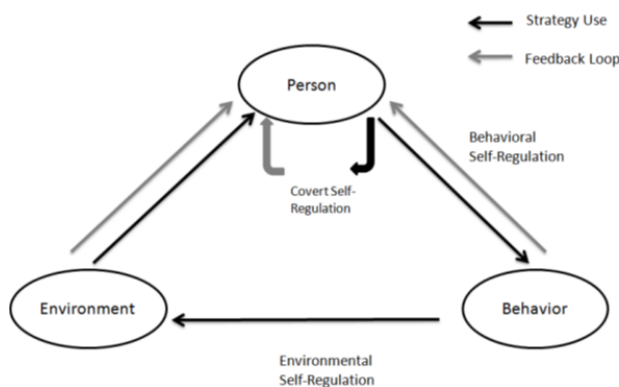 Strategy Use
Feedback Loop
Person
Behavioral
Self-Regulation
Covert Self-
Regulation
Environment
Behavior
Environmental
Self-Regulation